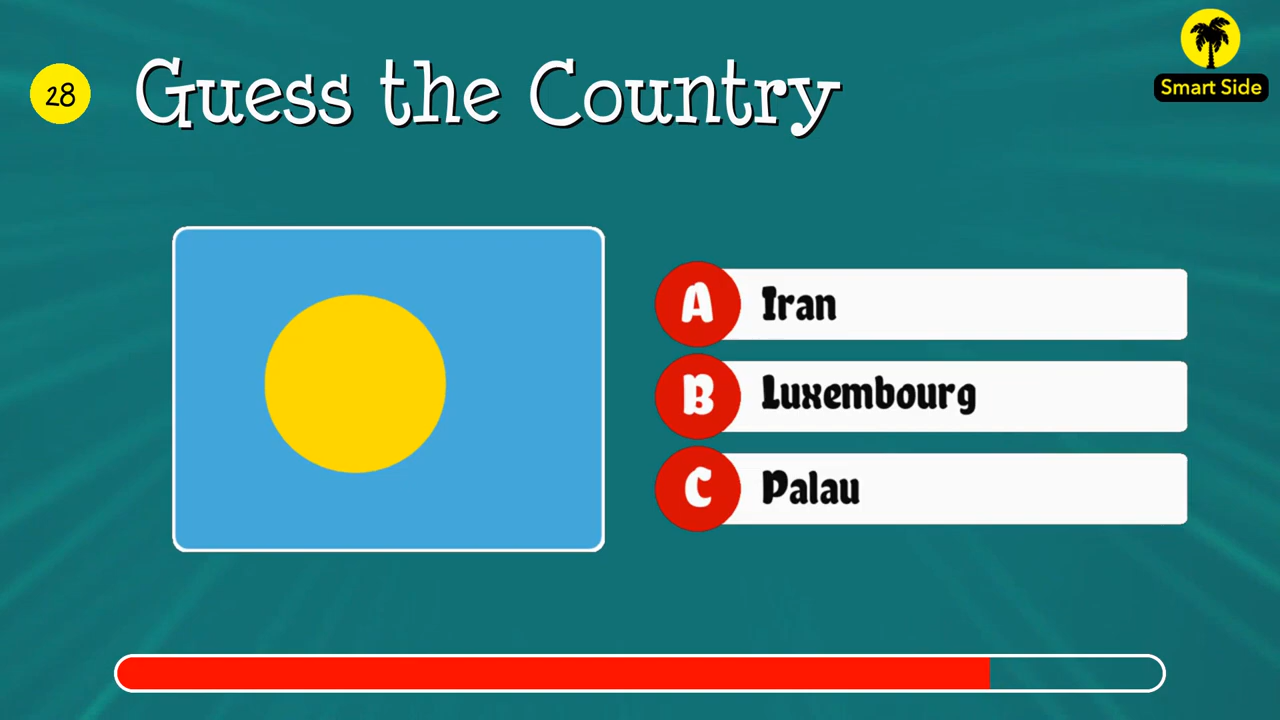 28
Guess the Country
Smart Side
A Iran
B Luxembourg
C Palau